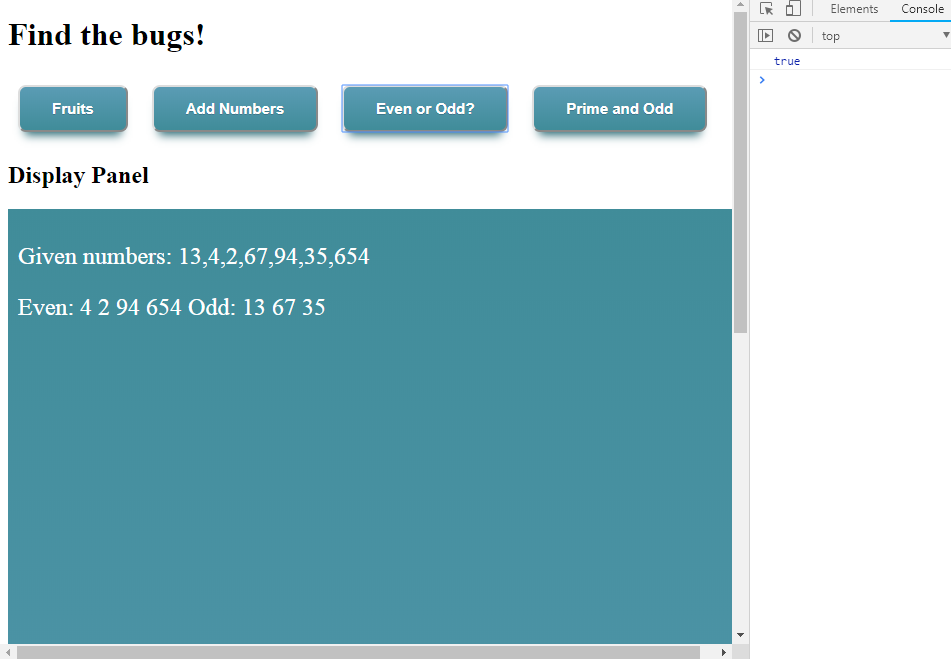 Find the bugs!
Fruits Add Numbers Even or Odd? Prime and Odd
Display Panel
Given numbers: 13,4,2,67,94,35,654
Even: 4 2 94 654 Odd: 13 67 35
Elements Console
top
true